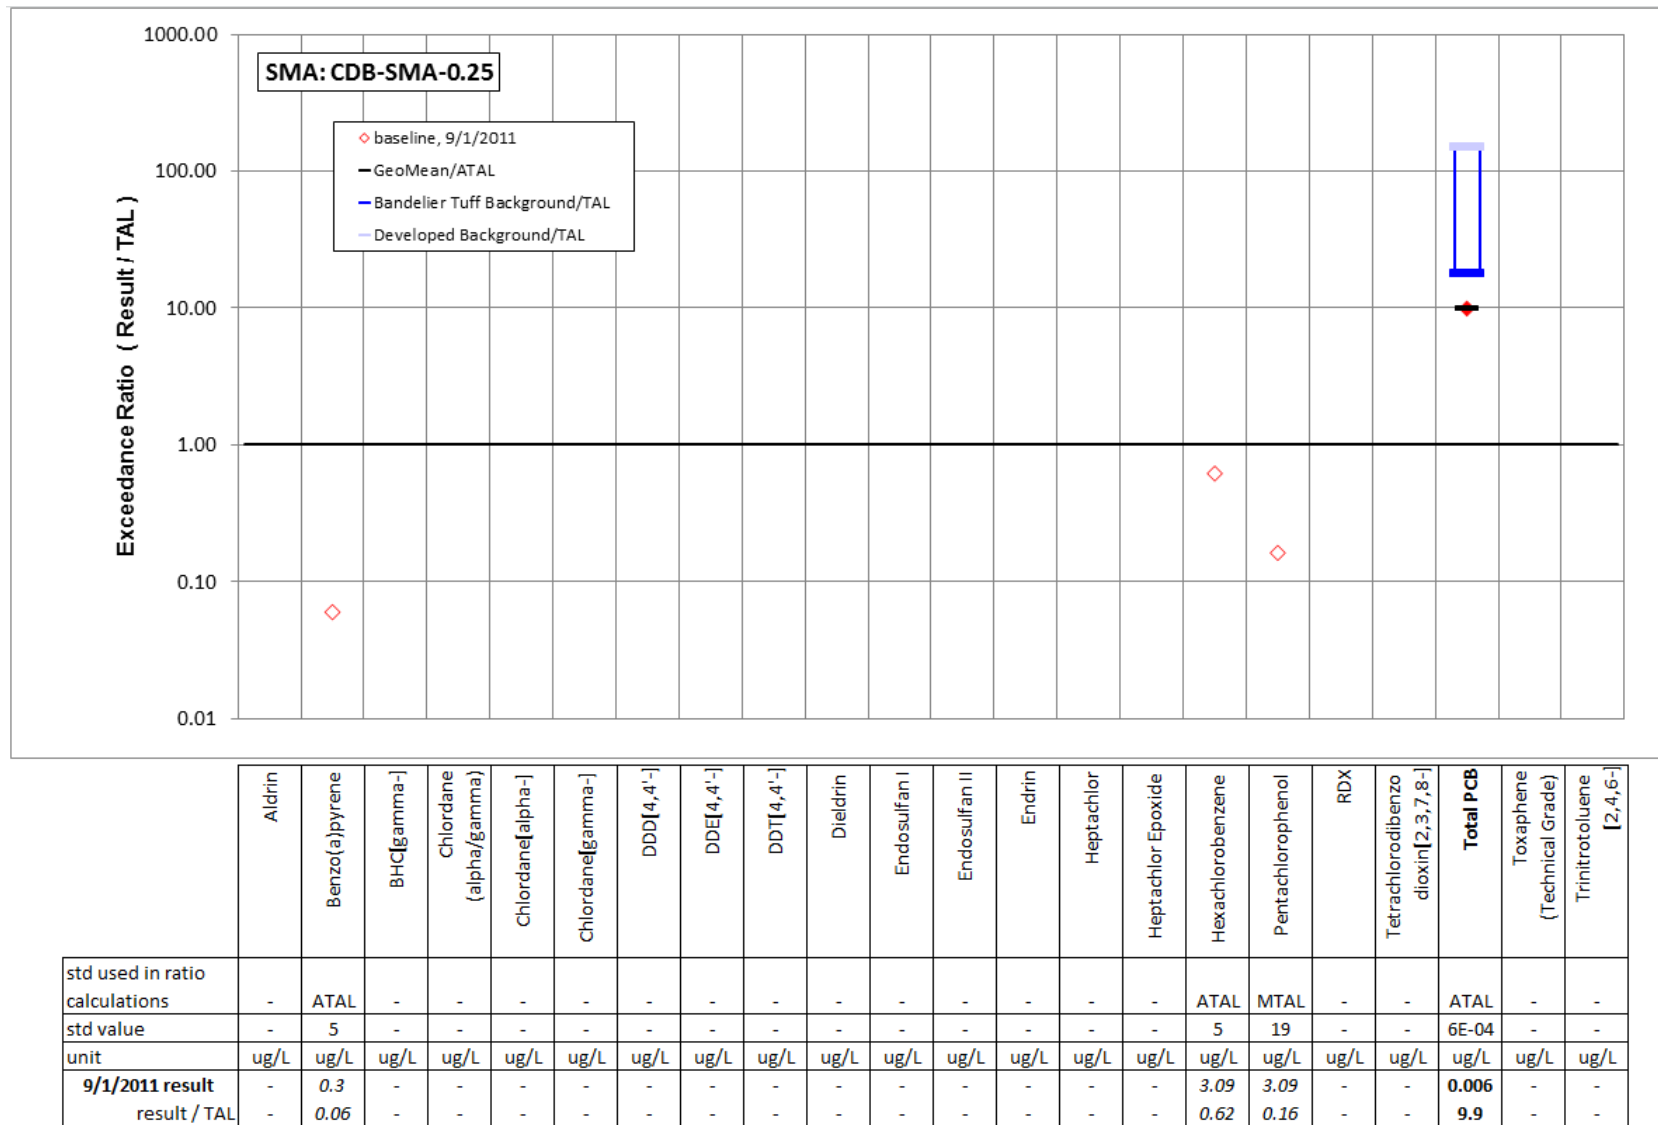 1000.00
100.00
10.00
1.00
0.10
0.01
Exceedance Ratio ( Result / TAL )
SMA: CDB-SMA-0.25
baseline, 9/1/2011
GeoMean/ATAL
Bandelier Tuff Background/TAL
Developed Background/TAL
Aldrin
Benzo(a)pyrene
BHC[gamma-]
Chlordane
(alpha/gamma)
Chlordane[alpha-]
Chlordane[gamma-]
DDD[4,4'-]
DDE[4,4'-]
DDT[4,4'-]
Dieldrin
Endosulfan I
Endosulfan II
Endrin
Heptachlor
Heptachlor Epoxide
Hexachlorobenzene
Pentachlorophenol
RDX
Tetrachlorodibenzo
dioxin[2,3,7,8-]
Total PCB
Toxaphene
(Technical Grade)
Trinitrotoluene
[2,4,6-]
std used in ratio
calculations - ATAL - - - - - - - - - - - - - ATAL MTAL - - ATAL - -
std value - 5 - - - - - - - - - - - - - 5 19 - - 6E-04 - -
unit ug/L ug/L ug/L ug/L ug/L ug/L ug/L ug/L ug/L ug/L ug/L ug/L ug/L ug/L ug/L ug/L ug/L ug/L ug/L ug/L ug/L ug/L
9/1/2011 result - 0.3 - - - - - - - - - - - - - 3.09 3.09 - - 0.006 - -
result / TAL - 0.06 - - - - - - - - - - - - - 0.62 0.16 - - 9.9 - -